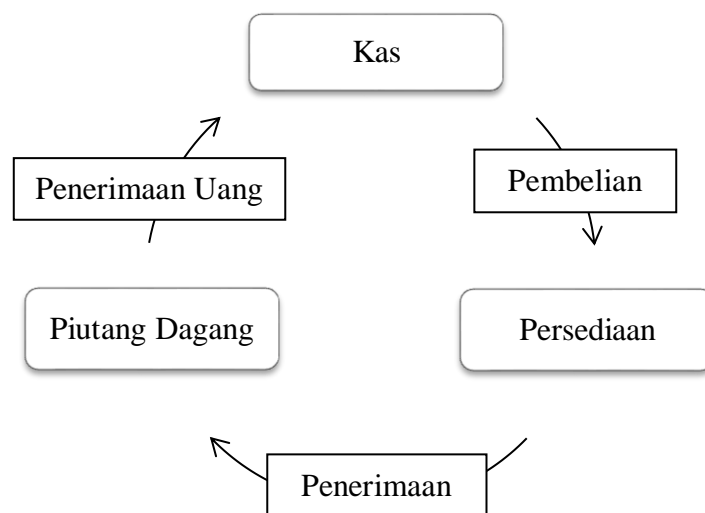 Kas
Penerimaan Uang
Pembelian
Piutang Dagang
Persediaan
Penerimaan